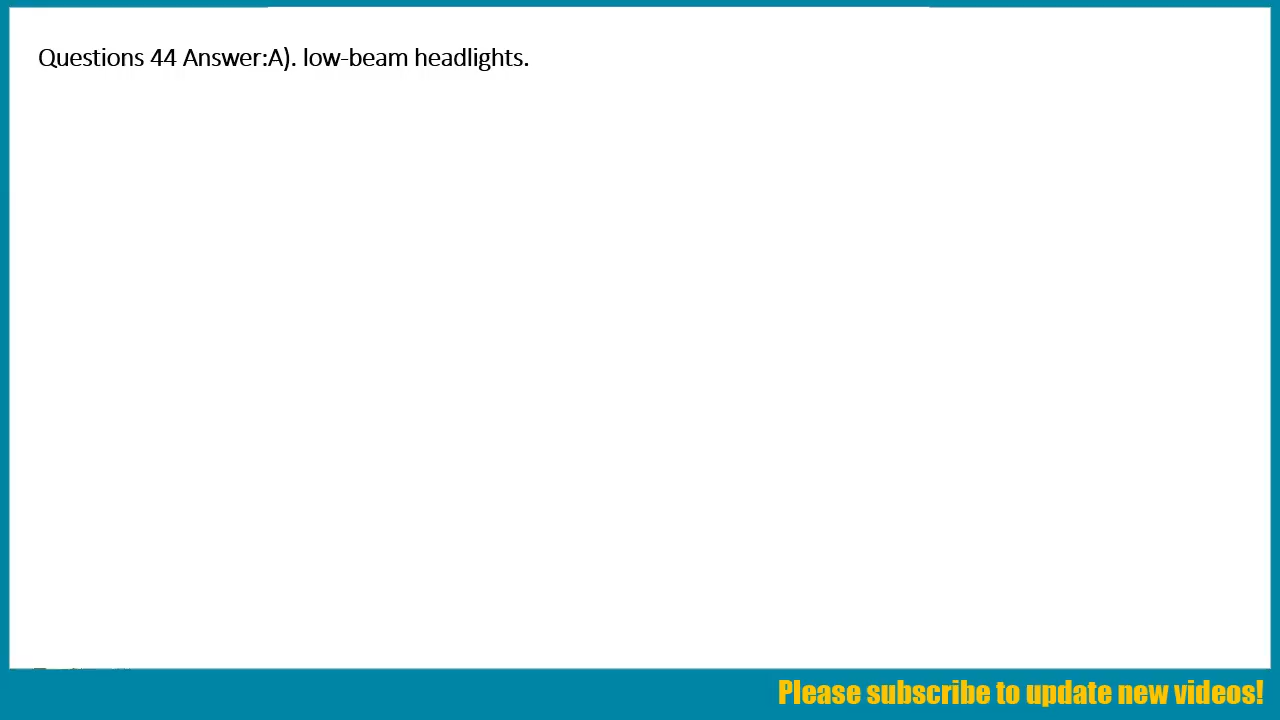 Questions 44 Answer:A). low-beam headlights.
Please subscribe to update new videos!